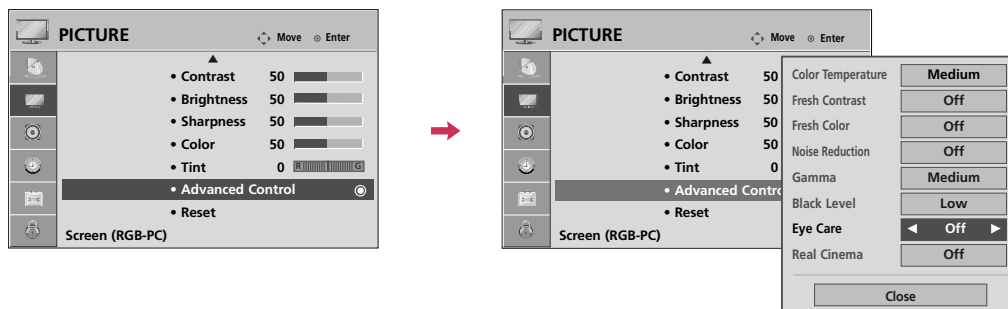 PICTURE Move Enter
• Contrast 50
• Brightness 50
• Sharpness 50
• Color 50
• Tint 0 R G
• Advanced Control
• Reset
Screen (RGB-PC)
PICTURE Move Enter
• Contrast 50
• Brightness 50
• Sharpness 50
• Color 50
• Tint 0
• Advanced Contro
• Reset
Screen (RGB-PC)
Color Temperature Medium
Fresh Contrast Off
Fresh Color Off
Noise Reduction Off
Gamma Medium
Black Level Low
Eye Care Off
Real Cinema Off
Close